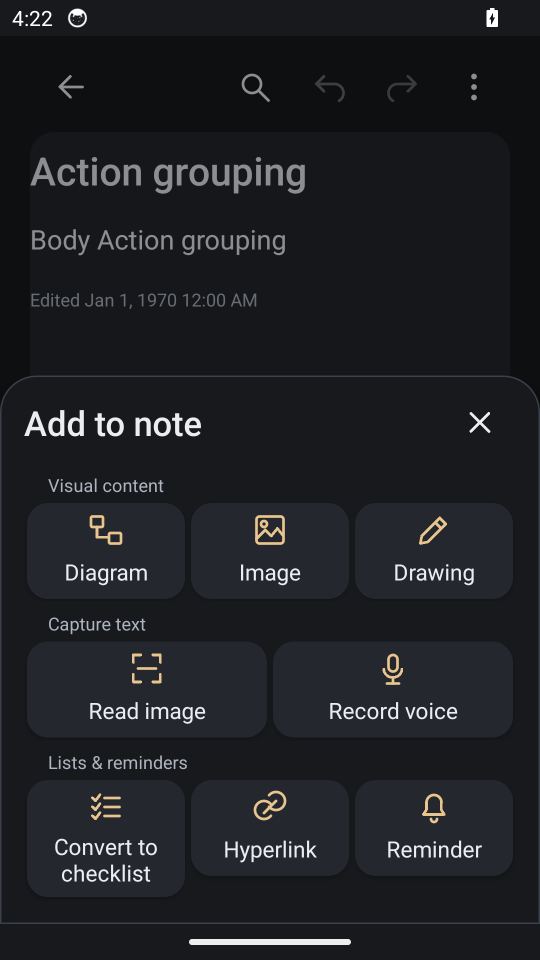 4:22
Action grouping
Body Action grouping
Edited Jan 1, 1970 12:00 AM
Add to note
Visual content
Diagram
Image
Drawing
Capture text
Read image
Record voice
Lists & reminders
Convert to
checklist
Hyperlink
Reminder